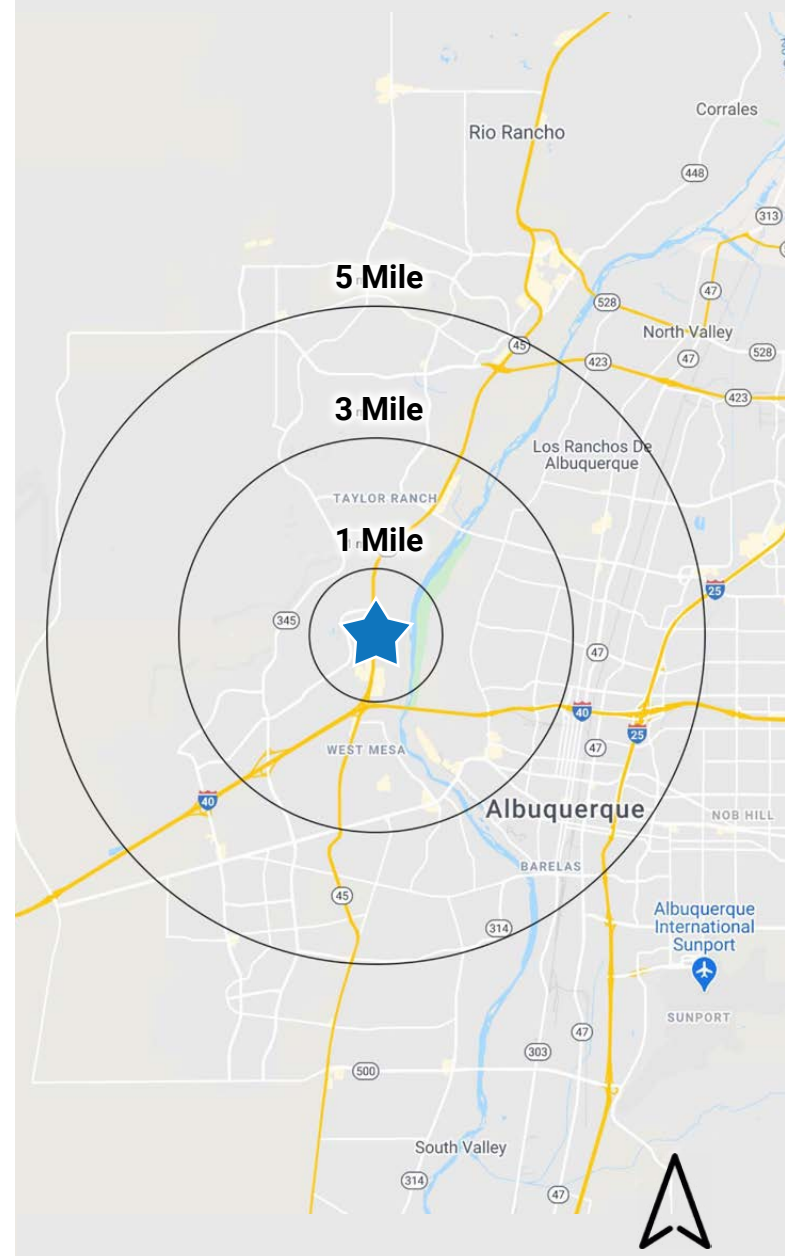 Corrales
Rio Rancho
448
313
5 Mile
47
528
North Valley
45
47
528
423
423
3 Mile
Los Ranchos De
Albuquerque
TAYLOR RANCH
1 Mile
25
345
47
40
25
WEST MESA
47
40
Albuquerque
NOB HILL
BARELAS
45
Albuquerque
International
Sunport
314
SUNPORT
47
303
500
South Valley
314
47